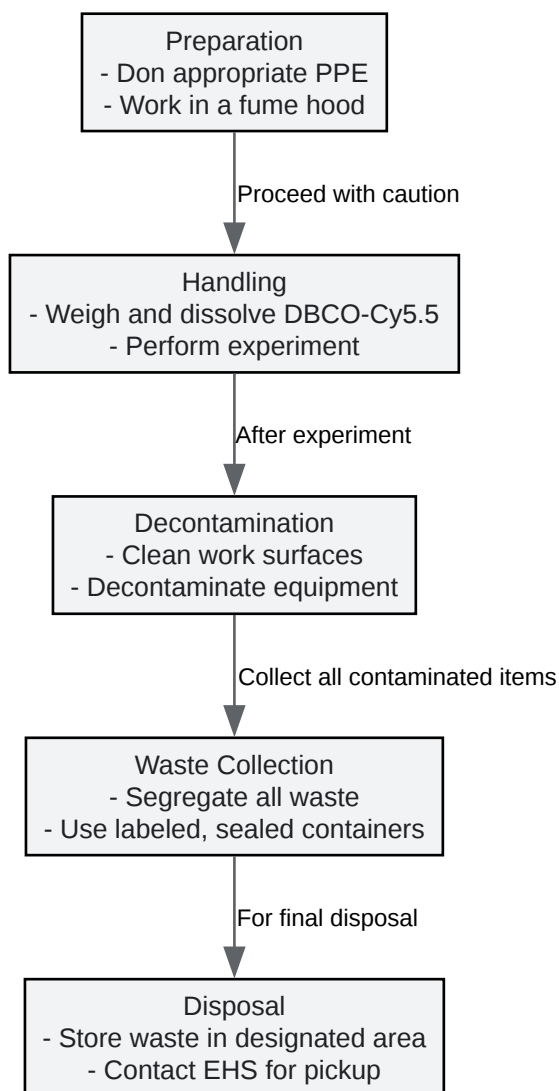 Preparation
- Don appropriate PPE
- Work in a fume hood
Proceed with caution
Handling
- Weigh and dissolve DBCO-Cy5.5
- Perform experiment
After experiment
Decontamination
- Clean work surfaces
- Decontaminate equipment
Collect all contaminated items
Waste Collection
- Segregate all waste
- Use labeled, sealed containers
For final disposal
Disposal
- Store waste in designated area
- Contact EHS for pickup